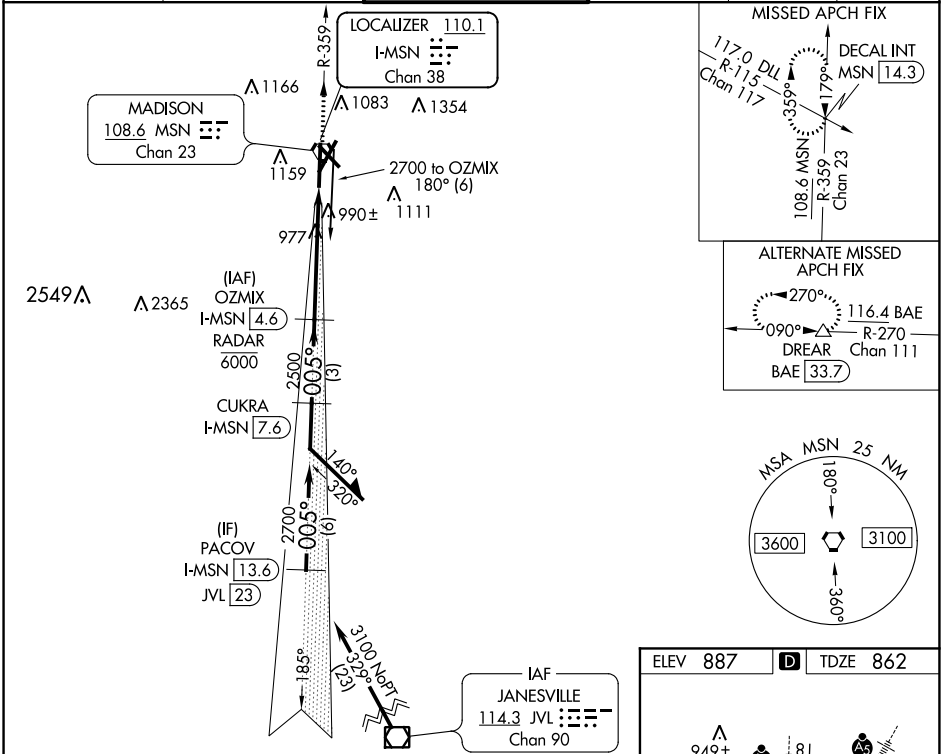 R-359
LOCALIZER 110.1
I-MSN
Chan 38
MADISON
108.6 MSN
Chan 23
1166
1083
1354
1159
2700 to OZMIX
180° (6)
990±
1111
977
2549
2365
(IAF)
OZMIX
I-MSN 4.6
RADAR
6000
2500
005°
(3)
CUKRA
I-MSN 7.6
140°
320°
2700
005°
(6)
(IF)
PACOV
I-MSN 13.6
JVL 23
185°
3100 NoPT
329°
(23)
IAF
JANESVILLE
114.3 JVL
Chan 90
MISSED APCH FIX
117.0 DLL
R-115
Chan 117
359°
179°
DECAL INT
MSN 14.3
108.6 MSN
R-359
Chan 23
ALTERNATE MISSED
APCH FIX
270°
090°
116.4 BAE
R-270
Chan 111
DREAR
BAE 33.7
MSA MSN 25 NM
180°
3600
3100
360°
ELEV 887
D
TDZE 862
949±
81
A5